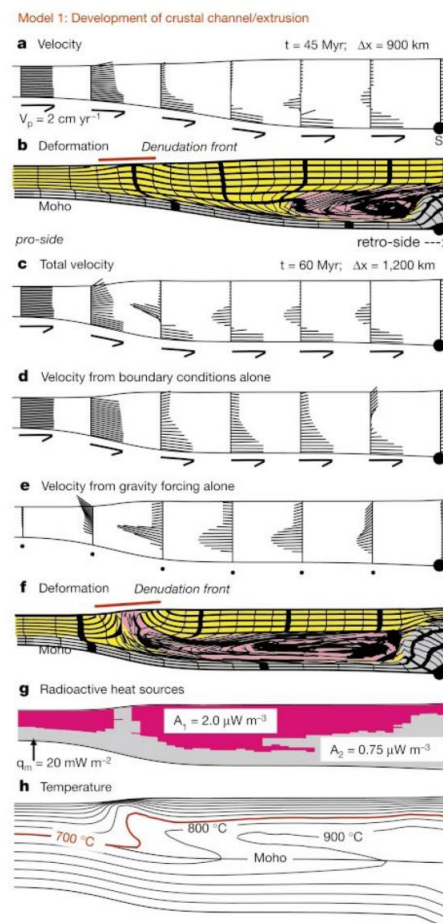 Model 1: Development of crustal channel/extrusion
a Velocity t = 45 Myr; Δx = 900 km
Vp = 2 cm yr⁻¹
S
b Deformation Denudation front
Moho
pro-side retro-side ---
c Total velocity t = 60 Myr; Δx = 1,200 km
d Velocity from boundary conditions alone
e Velocity from gravity forcing alone
f Deformation Denudation front
Moho
g Radioactive heat sources
A₁ = 2.0 μW m⁻³
A₂ = 0.75 μW m⁻³
qm = 20 mW m⁻²
h Temperature
700 °C 800 °C 900 °C
Moho